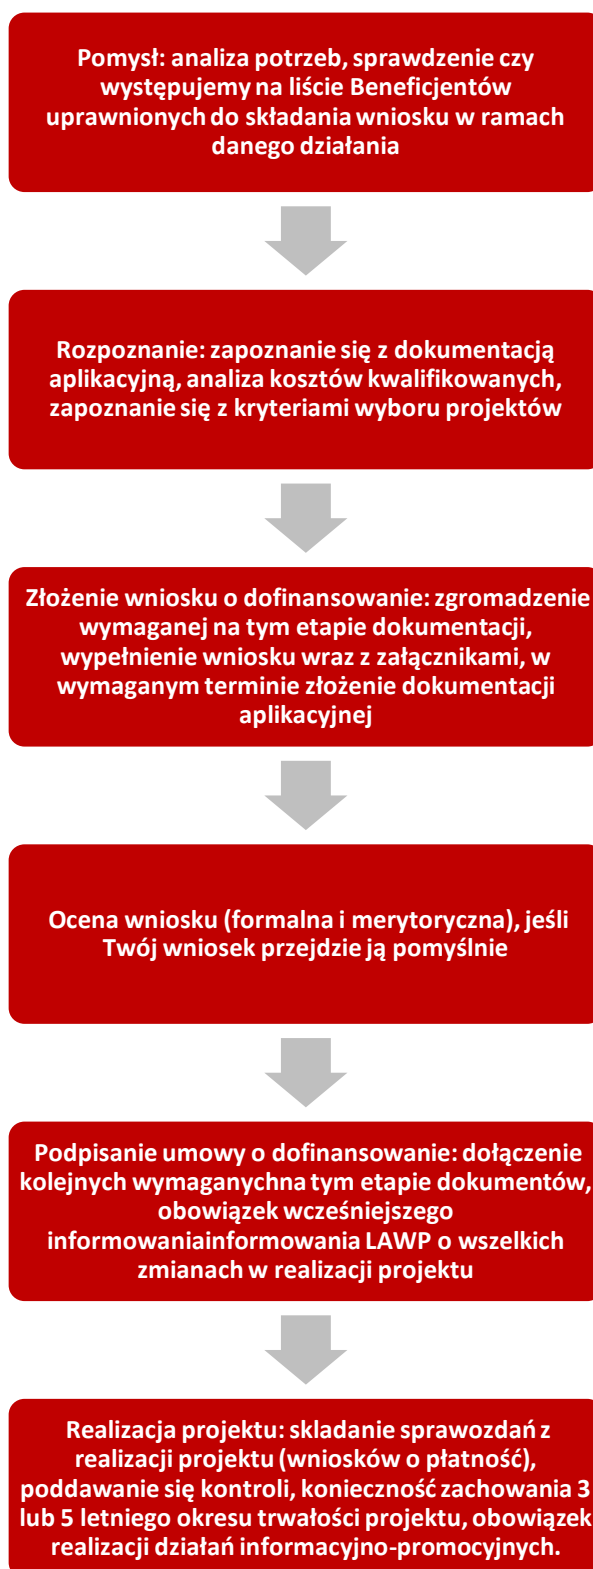 Pomysł: analiza potrzeb, sprawdzenie czy
występujemy na liście Beneficjentów
uprawnionych do składania wniosku w ramach
danego działania
Rozpoznanie: zapoznanie się z dokumentacją
aplikacyjną, analiza kosztów kwalifikowanych,
zapoznanie się z kryteriami wyboru projektów
Złożenie wniosku o dofinansowanie: zgromadzenie
wymaganej na tym etapie dokumentacji,
wypełnienie wniosku wraz z załącznikami, w
wymaganym terminie złożenie dokumentacji
aplikacyjnej
Ocena wniosku (formalna i merytoryczna), jeśli
Twój wniosek przejdzie ją pomyślnie
Podpisanie umowy o dofinansowanie: dołączenie
kolejnych wymaganychna tym etapie dokumentów,
obowiązek wcześniejszego
informowaniainformowania LAWP o wszelkich
zmianach w realizacji projektu
Realizacja projektu: skladanie sprawozdań z
realizacji projektu (wniosków o płatność),
poddawanie się kontroli, konieczność zachowania 3
lub 5 letniego okresu trwałości projektu, obowiązek
realizacji działań informacyjno-promocyjnych.